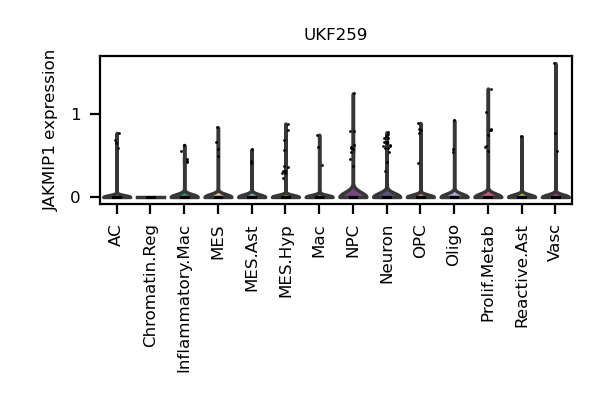 UKF259
JAKMIP1 expression
1
0
AC
Chromatin.Reg
Inflammatory.Mac
MES
MES.Ast
MES.Hyp
Mac
NPC
Neuron
OPC
Oligo
Prolif.Metab
Reactive.Ast
Vasc